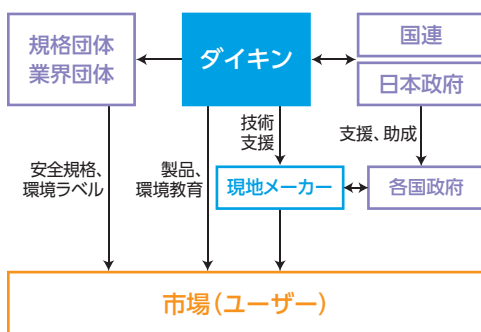 規格団体
業界団体
ダイキン
国連
日本政府
技術
支援
支援、助成
安全規格、
環境ラベル
製品、
環境教育
現地メーカー
各国政府
市場（ユーザー）